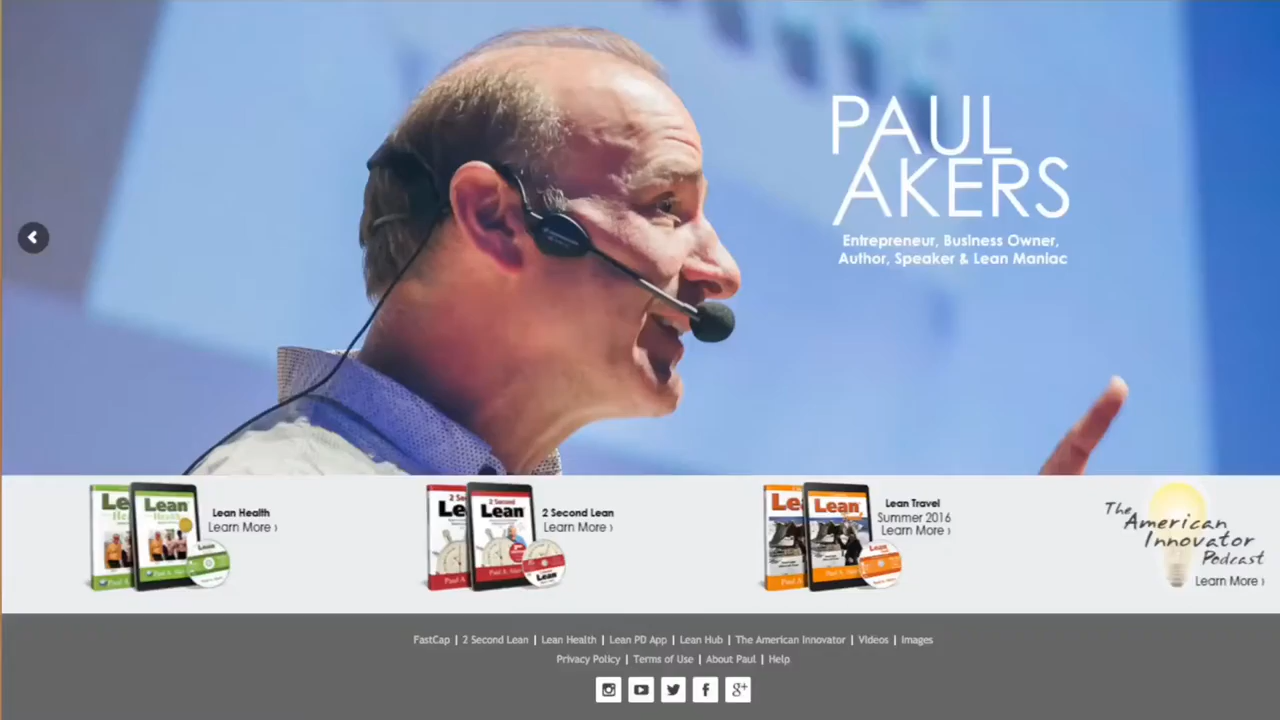 PAUL
AKERS
Entrepreneur, Business Owner,
Author, Speaker & Lean Maniac
Lean
Health
Lean Health
Learn More ›
2 Second
Lean
Lean
2 Second Lean
Learn More ›
Lean
Lean
Lean Travel
Summer 2016
Learn More ›
The
American
Innovator
Podcast
Learn More ›
FastCap | 2 Second Lean | Lean Health | Lean PD App | Lean Hub | The American Innovator | Videos | Images
Privacy Policy | Terms of Use | About Paul | Help
g+